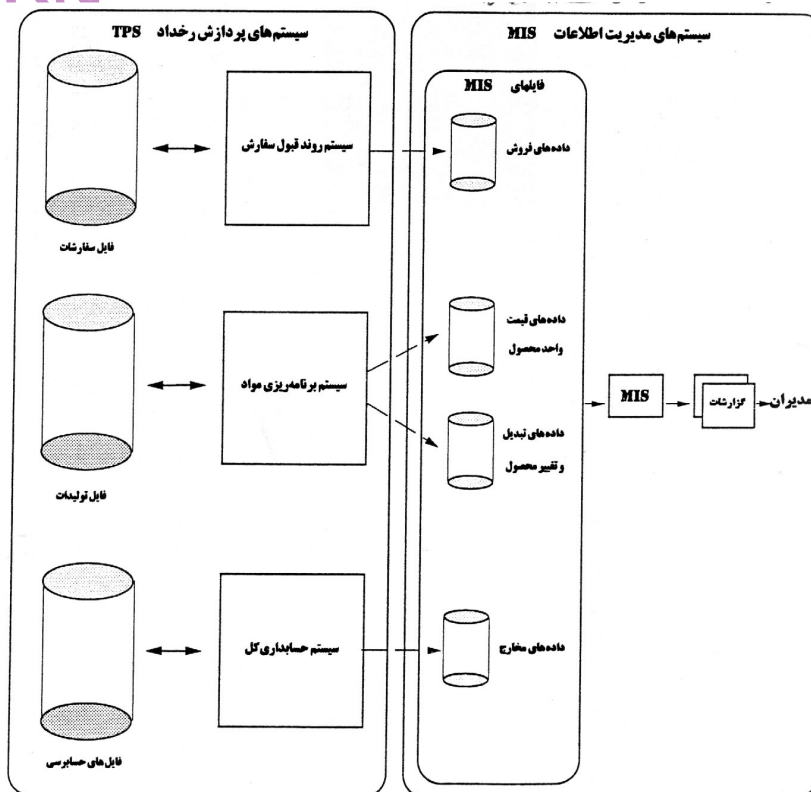 سیستم‌های مدیریت اطلاعات MIS
سیستم‌های پردازش رخداد TPS
فایلهای MIS
داده‌های فروش
سیستم روند قبول سفارش
فایل سفارشات
داده‌های قیمت
واحد محصول
سیستم برنامه‌ریزی مواد
داده‌های تبدیل
و تغییر محصول
فایل تولیدات
MIS
گزارشات
مدیران
داده‌های مخارج
سیستم حسابداری کل
فایل‌های حسابرسی